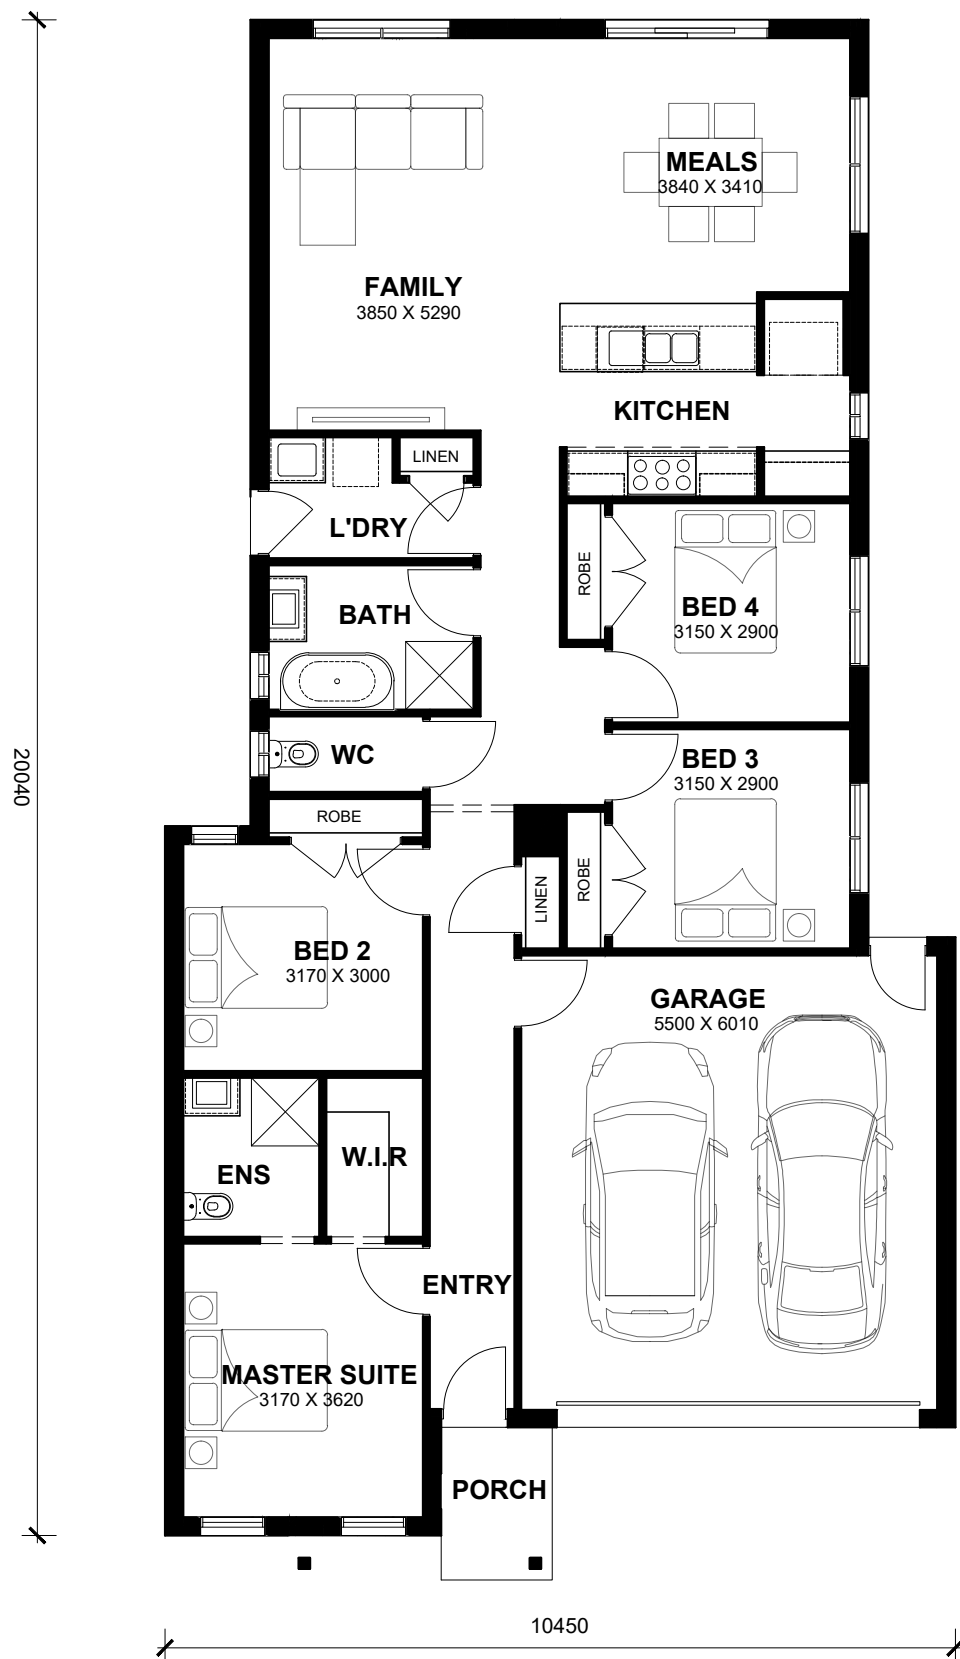 MEALS
3840 X 3410
FAMILY
3850 X 5290
KITCHEN
LINEN
L'DRY
ROBE
BATH
BED 4
3150 X 2900
WC
BED 3
3150 X 2900
20040
ROBE
ROBE
LINEN
BED 2
3170 X 3000
GARAGE
5500 X 6010
W.I.R
ENS
ENTRY
MASTER SUITE
3170 X 3620
PORCH
10450